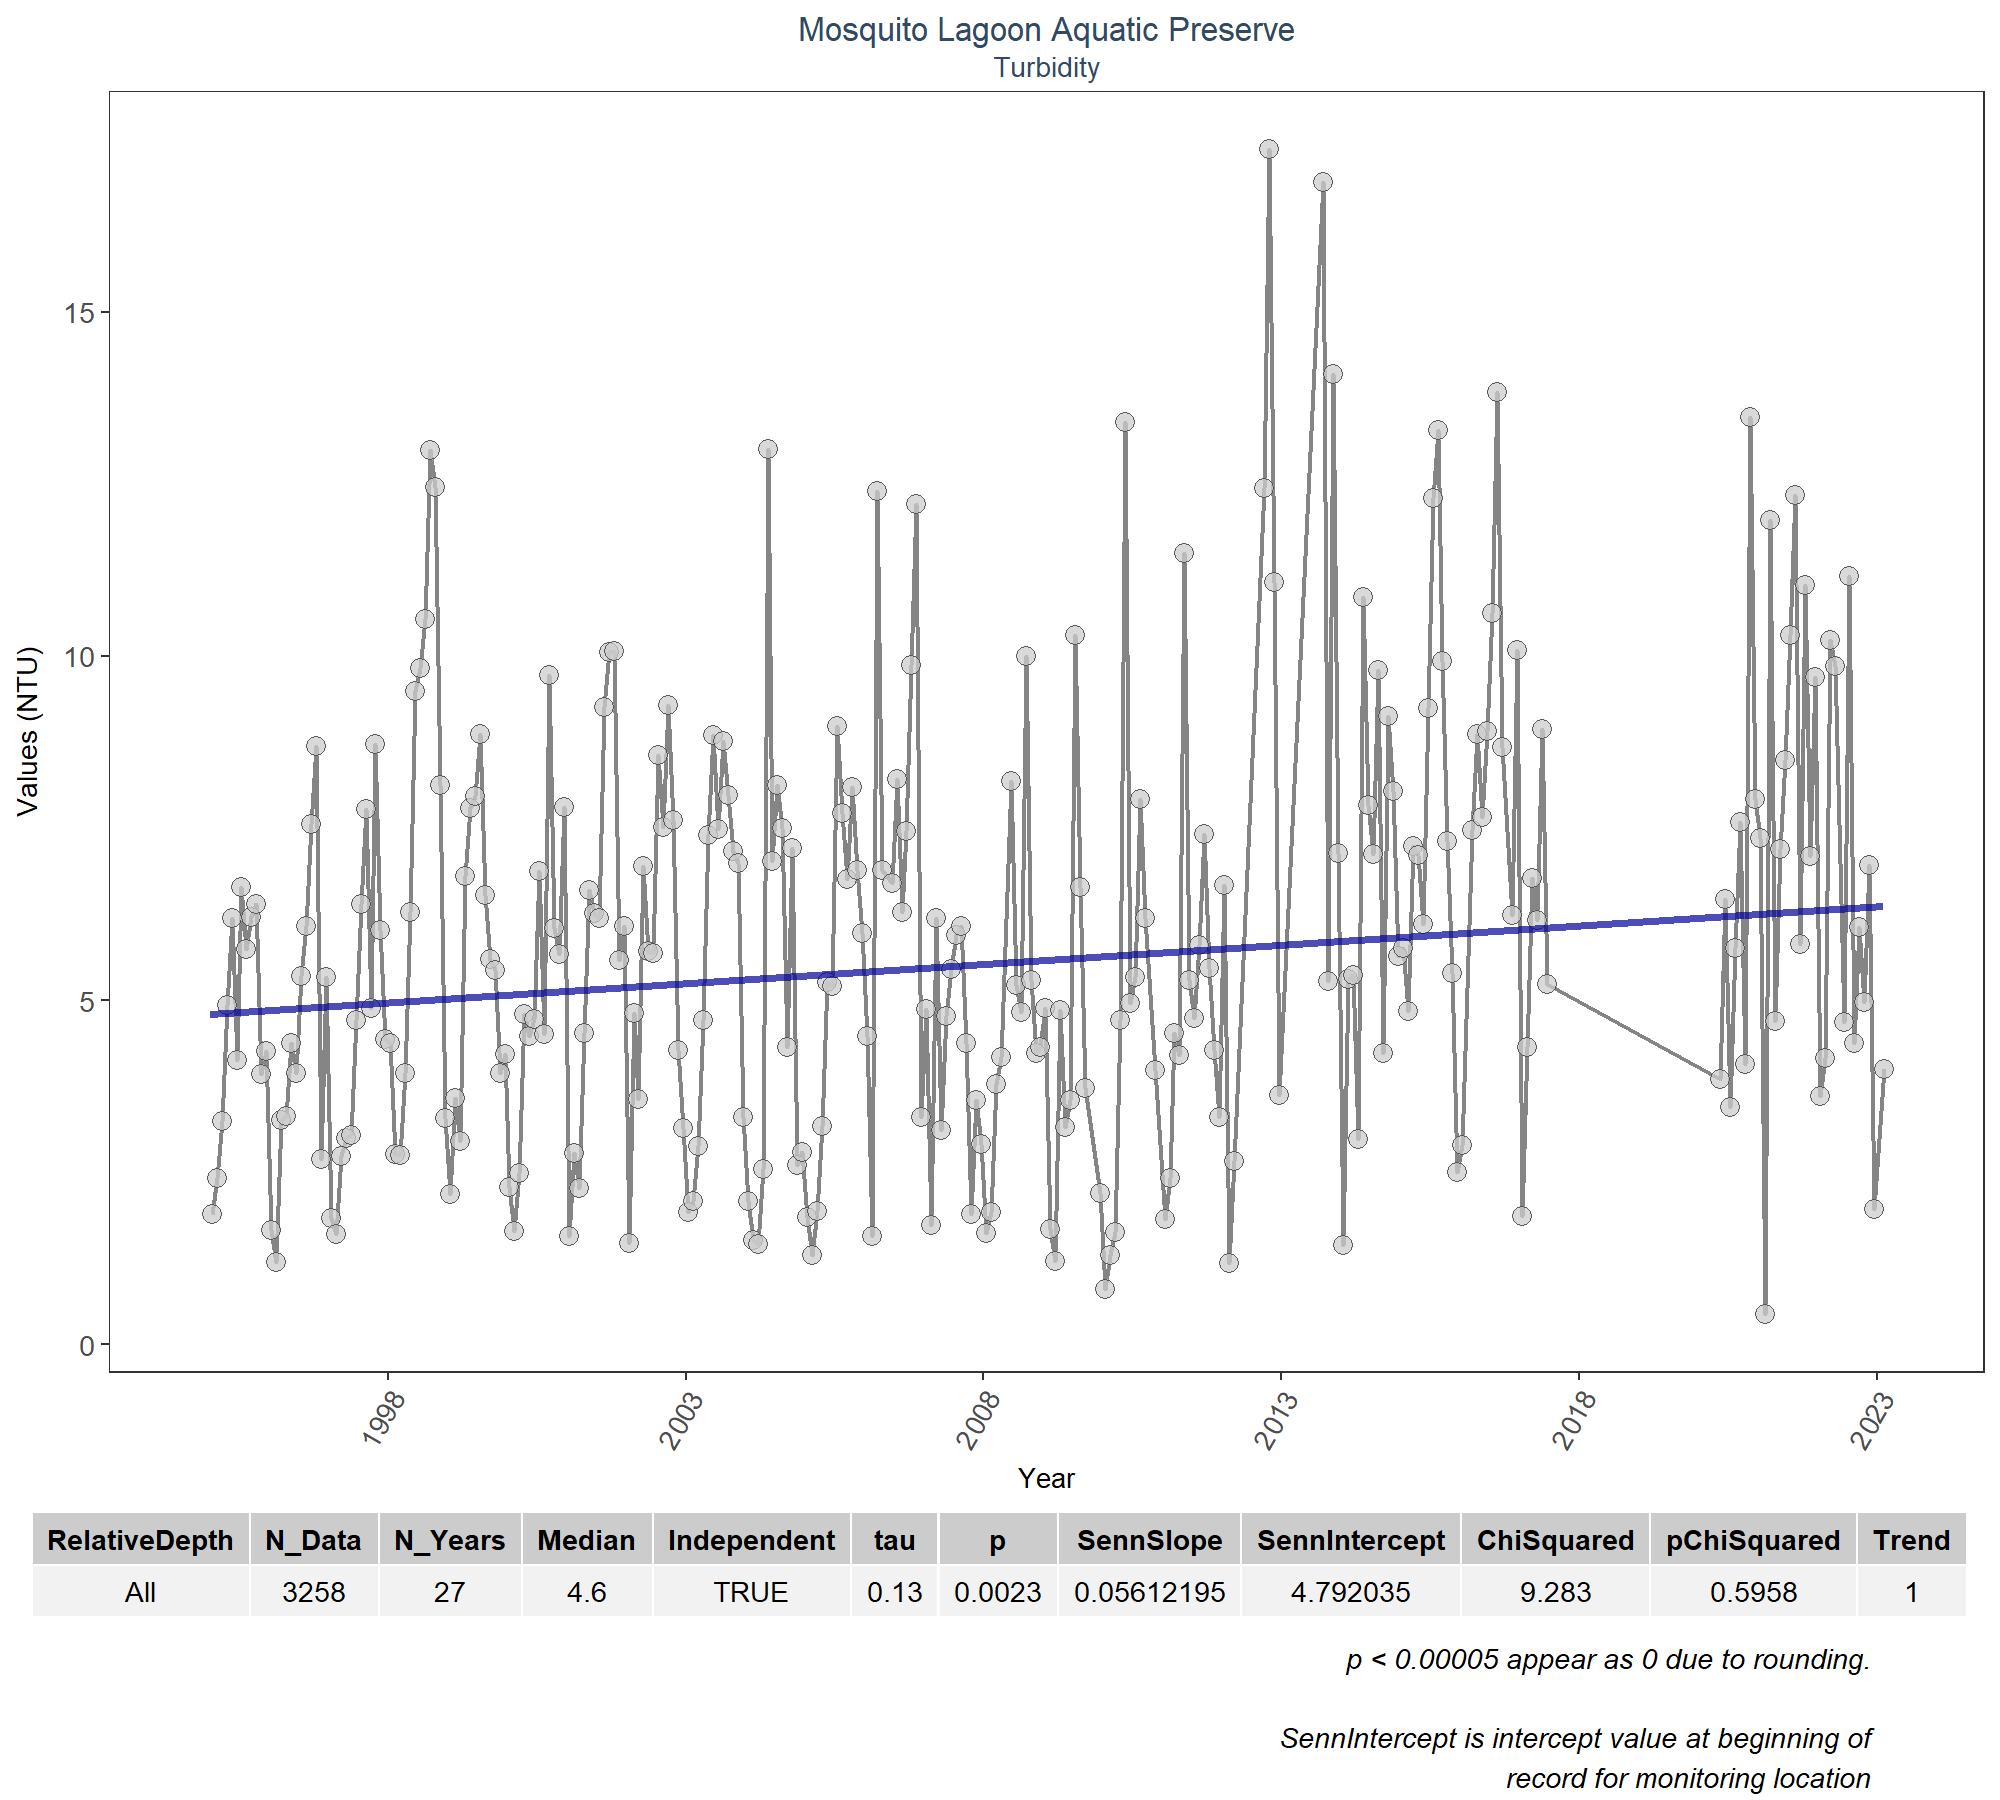 Mosquito Lagoon Aquatic Preserve
Turbidity
Values (NTU)
15
10
5
0
1998
2003
2008
2013
2018
2023
Year
RelativeDepth N_Data N_Years Median Independent tau p SennSlope SennIntercept ChiSquared pChiSquared Trend
All 3258 27 4.6 TRUE 0.13 0.0023 0.05612195 4.792035 9.283 0.5958 1
p < 0.00005 appear as 0 due to rounding.
SennIntercept is intercept value at beginning of
record for monitoring location